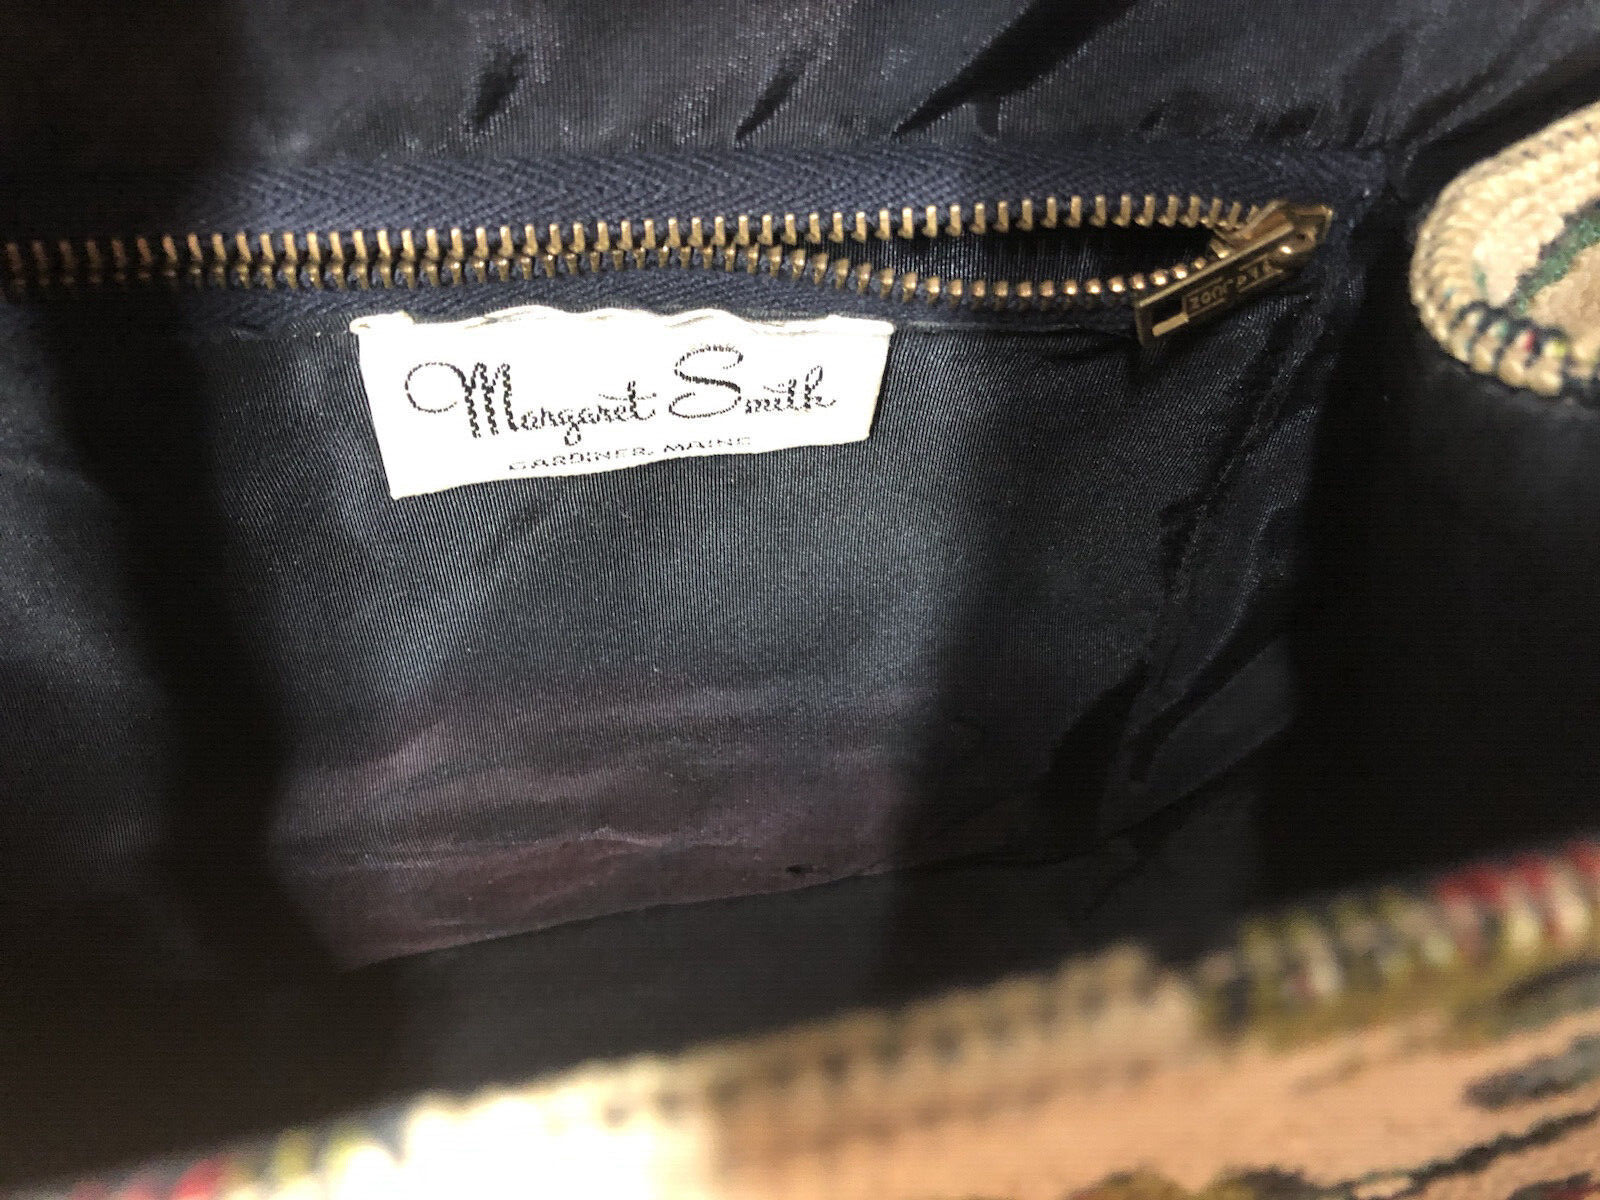 Margaret Smith
GARDINER, MAINE